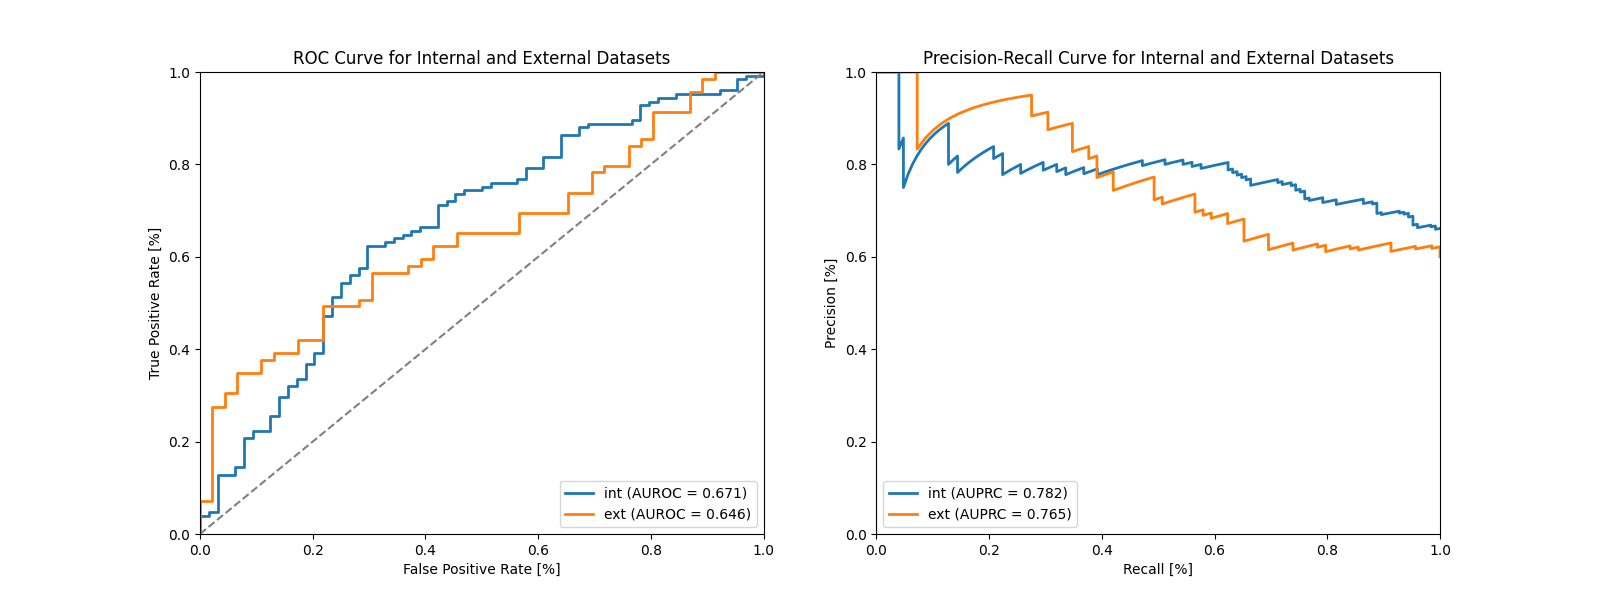 ROC Curve for Internal and External Datasets
1.0
0.8
0.6
0.4
0.2
0.0
True Positive Rate [%]
0.0 0.2 0.4 0.6 0.8 1.0
False Positive Rate [%]
int (AUROC = 0.671)
ext (AUROC = 0.646)
Precision-Recall Curve for Internal and External Datasets
1.0
0.8
0.6
0.4
0.2
0.0
Precision [%]
0.0 0.2 0.4 0.6 0.8 1.0
Recall [%]
int (AUPRC = 0.782)
ext (AUPRC = 0.765)